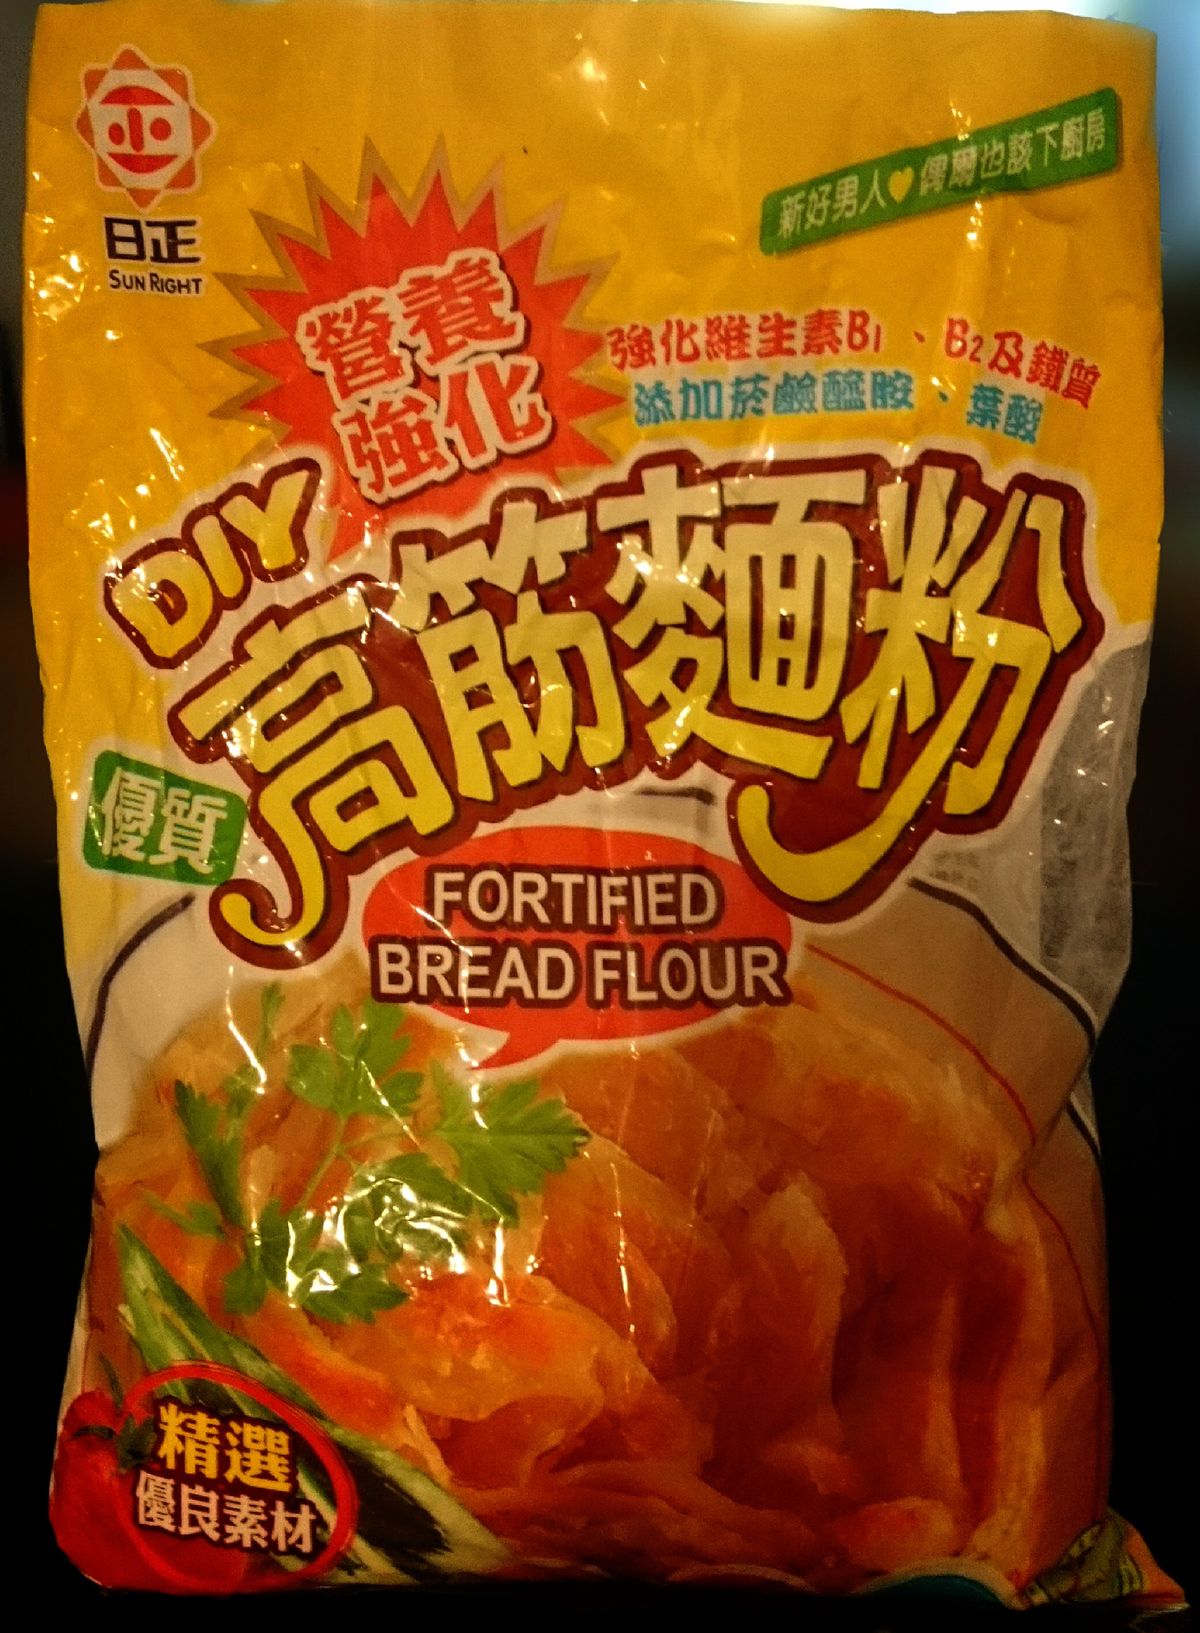 日正
SUN RIGHT
新好男人♥偶爾也該下廚房
營養
強化
強化維生素B1、B2及鐵質
添加菸鹼醯胺、葉酸
DIY
高筋麵粉
優質
FORTIFIED
BREAD FLOUR
精選
優良素材